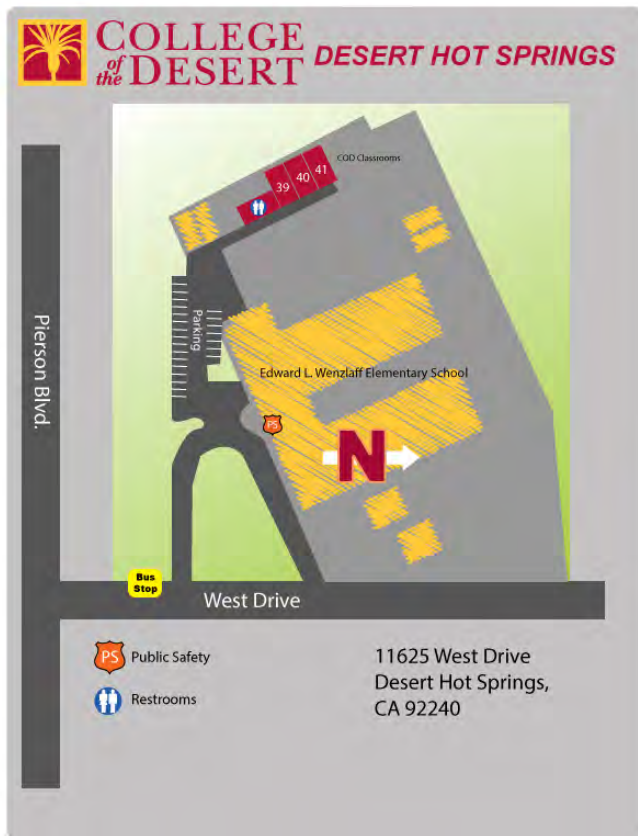 COLLEGE
of
the DESERT
DESERT HOT SPRINGS
COD Classrooms
39
40
41
Pierson Blvd.
Parking
Edward L. Wenzlaff Elementary School
PS
N
Bus
Stop
West Drive
PS Public Safety
Restrooms
11625 West Drive
Desert Hot Springs,
CA 92240